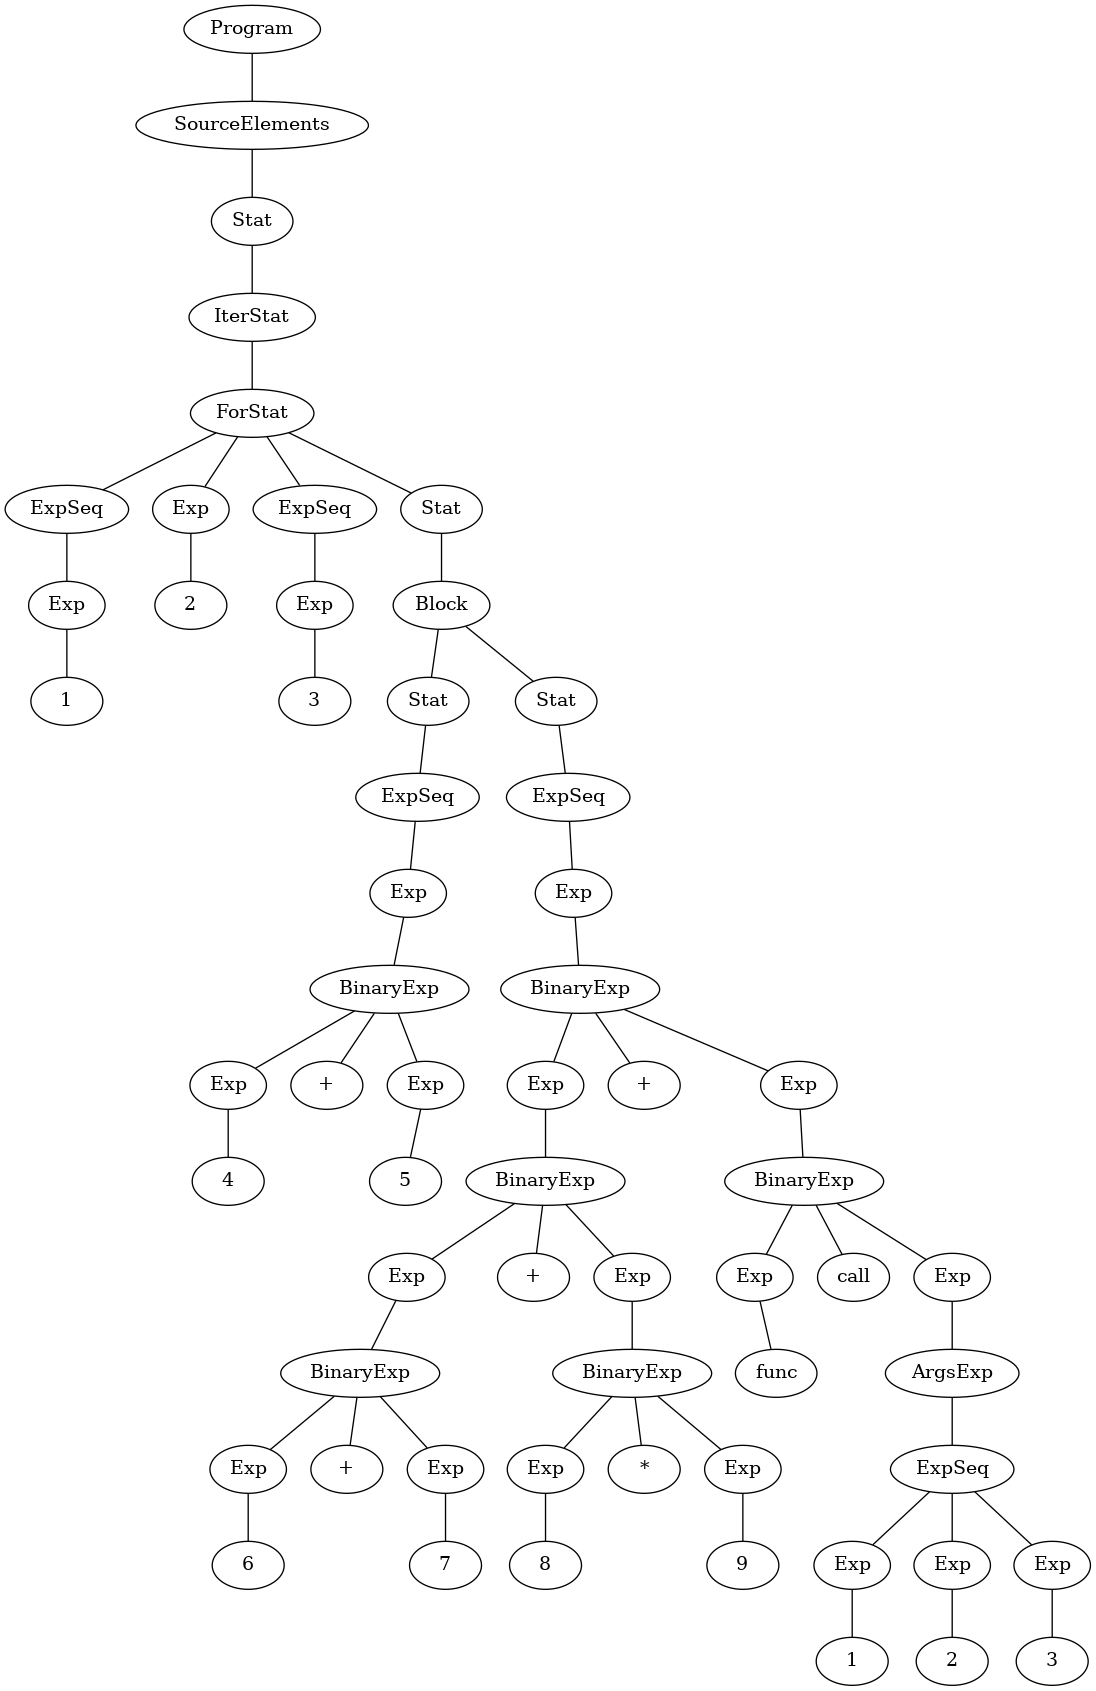 Program
SourceElements
Stat
IterStat
ForStat
ExpSeq Exp ExpSeq Stat
Exp 2 Exp Block
1 3 Stat Stat
ExpSeq ExpSeq
Exp Exp
BinaryExp BinaryExp
Exp + Exp Exp + Exp
4 5 BinaryExp BinaryExp
Exp + Exp Exp call Exp
BinaryExp BinaryExp func ArgsExp
Exp + Exp Exp * Exp ExpSeq
6 7 8 9 Exp Exp Exp
1 2 3